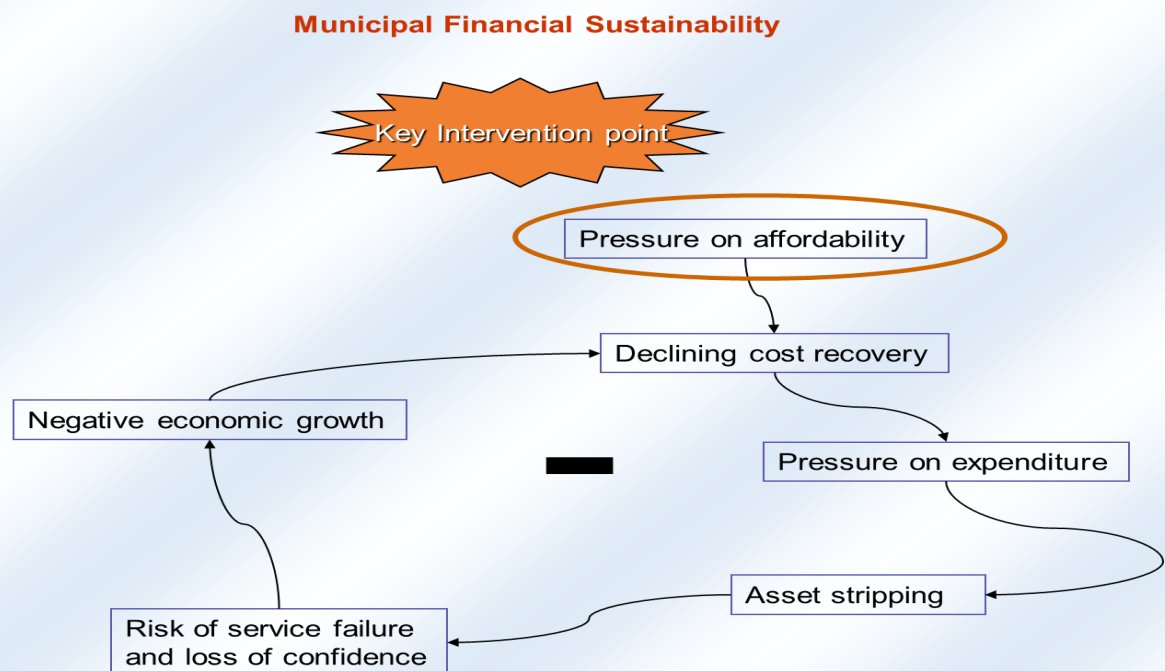 Municipal Financial Sustainability
Key Intervention point
Pressure on affordability
Declining cost recovery
Negative economic growth
Pressure on expenditure
Asset stripping
Risk of service failure
and loss of confidence